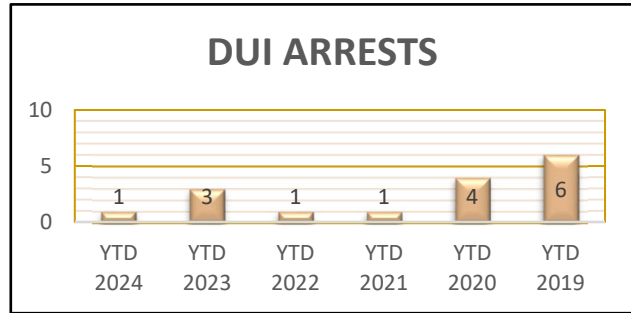 DUI ARRESTS
10
5
0
1
3
1
1
4
6
YTD 2024
YTD 2023
YTD 2022
YTD 2021
YTD 2020
YTD 2019